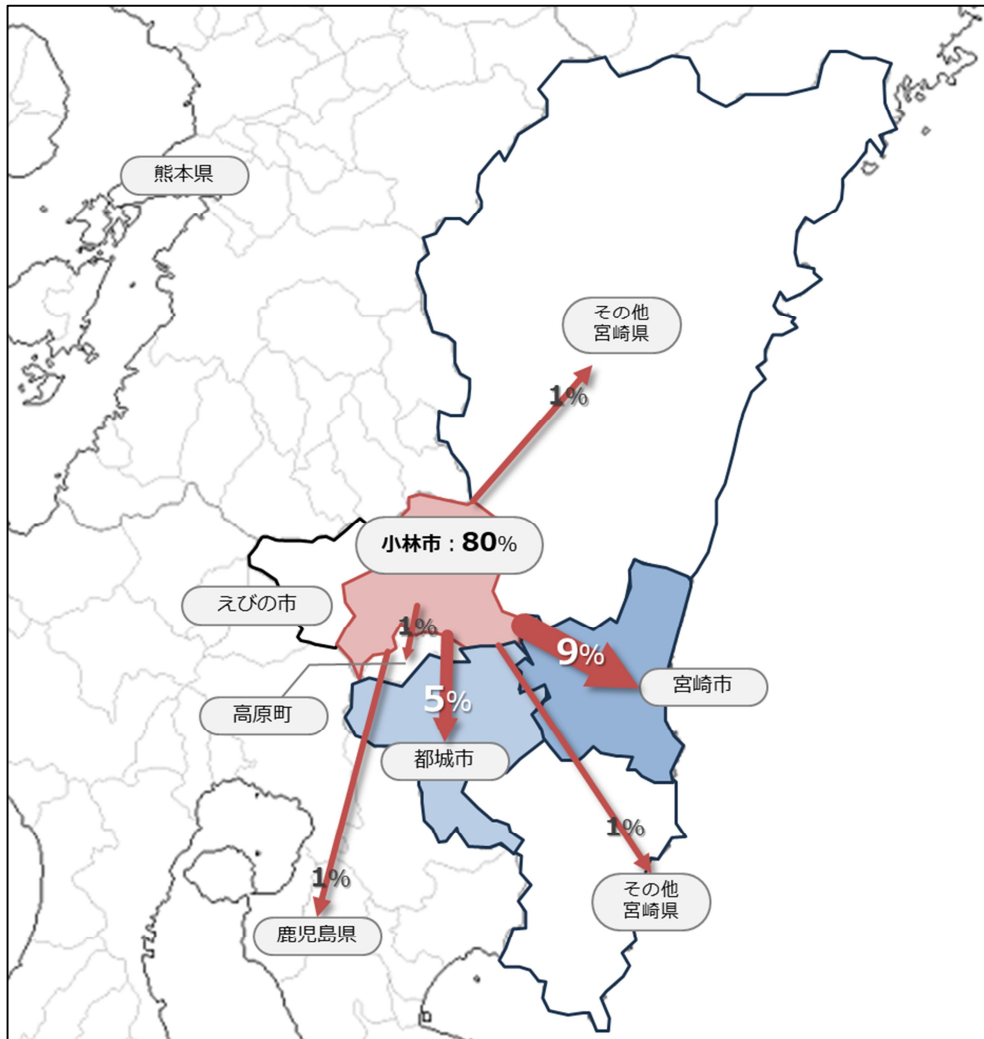 熊本県
その他
宮崎県
1%
小林市：80%
えびの市
1%
9%
宮崎市
5%
高原町
都城市
1%
1%
その他
宮崎県
鹿児島県